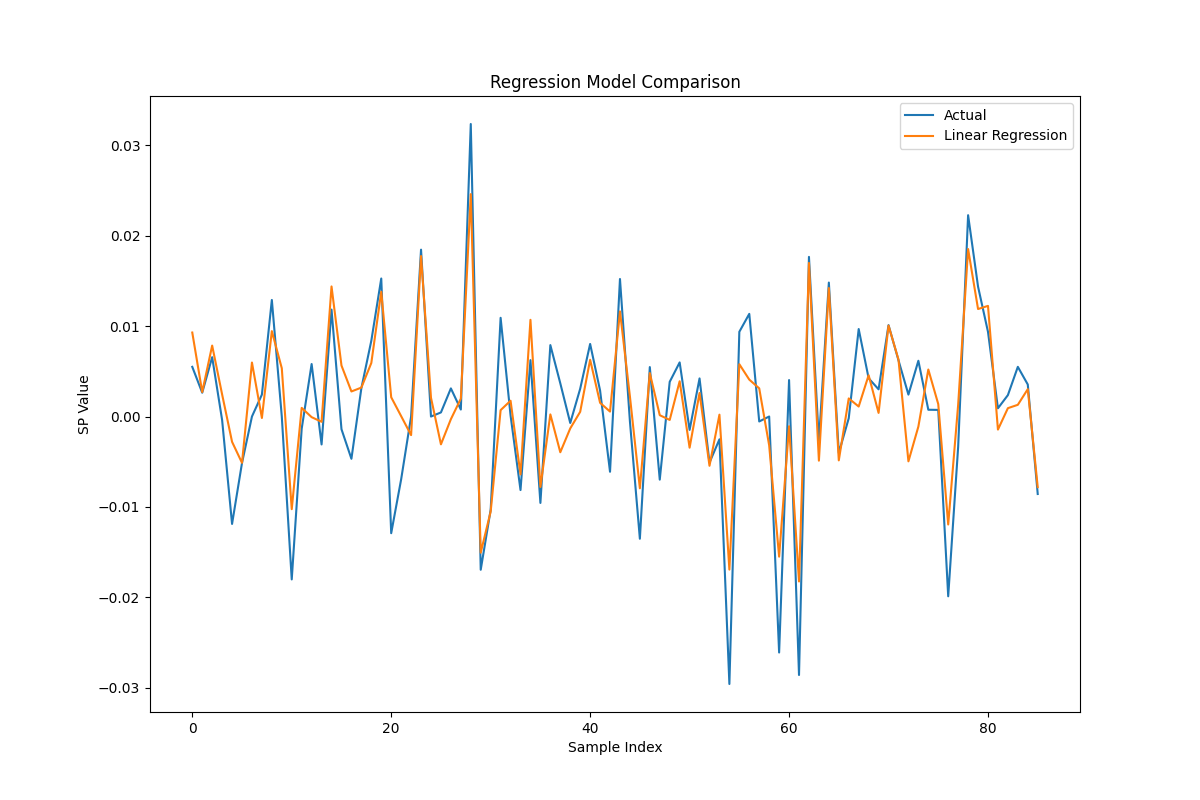 Regression Model Comparison
Actual
Linear Regression
SP Value
0.03
0.02
0.01
0.00
−0.01
−0.02
−0.03
0 20 40 60 80
Sample Index